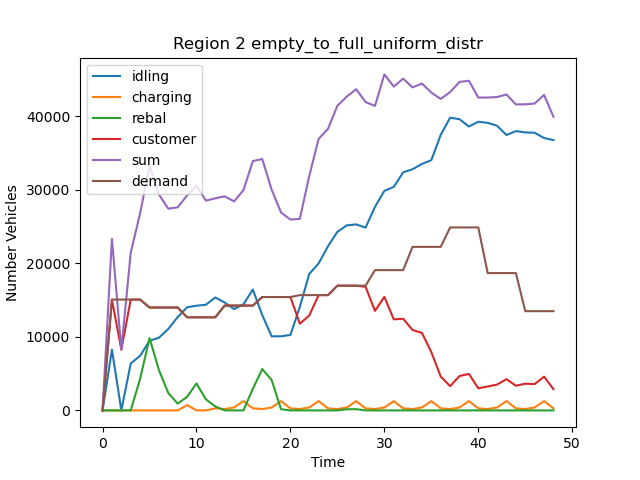 Region 2 empty_to_full_uniform_distr
idling
charging
rebal
customer
sum
demand
Number Vehicles
40000
30000
20000
10000
0
0
10
20
30
40
50
Time